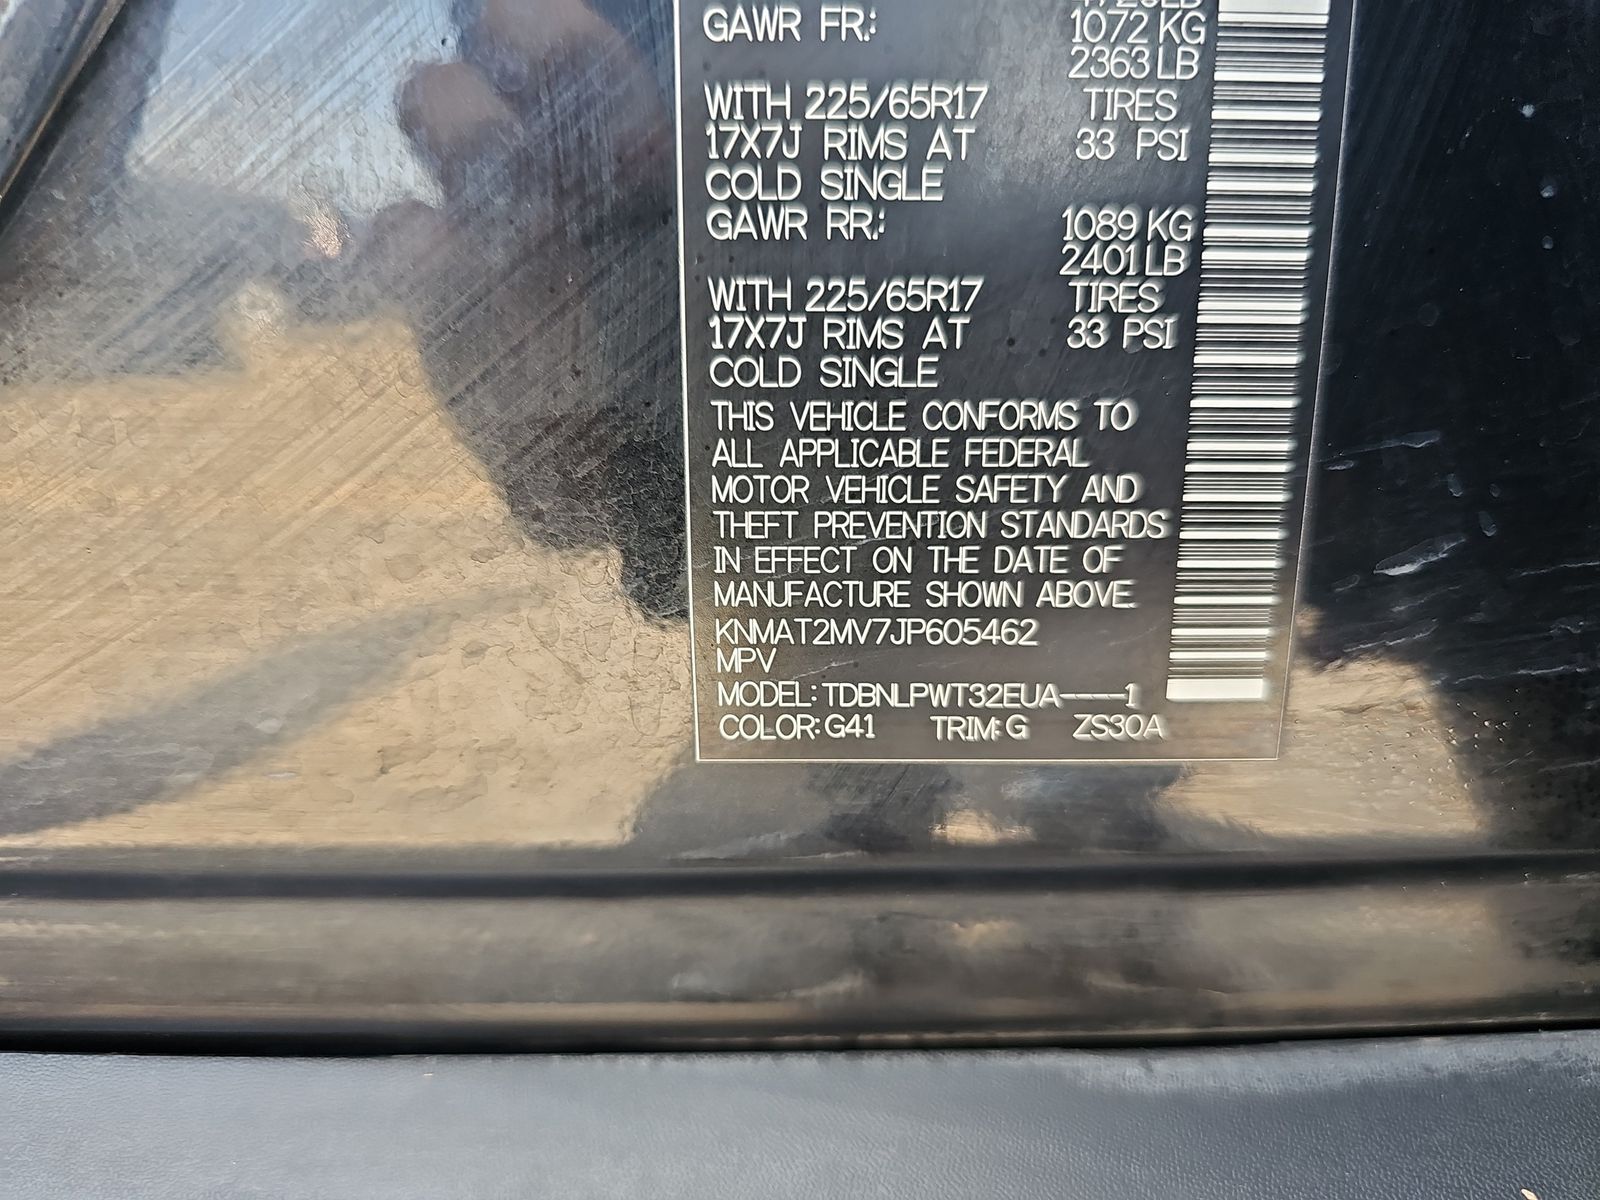 GAWR FR.: 1072 KG
2363 LB
WITH 225/65R17 TIRES
17X7J RIMS AT 33 PSI
COLD SINGLE
GAWR RR.: 1089 KG
2401 LB
WITH 225/65R17 TIRES
17X7J RIMS AT 33 PSI
COLD SINGLE
THIS VEHICLE CONFORMS TO
ALL APPLICABLE FEDERAL
MOTOR VEHICLE SAFETY AND
THEFT PREVENTION STANDARDS
IN EFFECT ON THE DATE OF
MANUFACTURE SHOWN ABOVE.
KNMAT2MV7JP605462
MPV
MODEL: TDBNLPWT32EUA----1
COLOR: G41 TRIM: G ZS30A